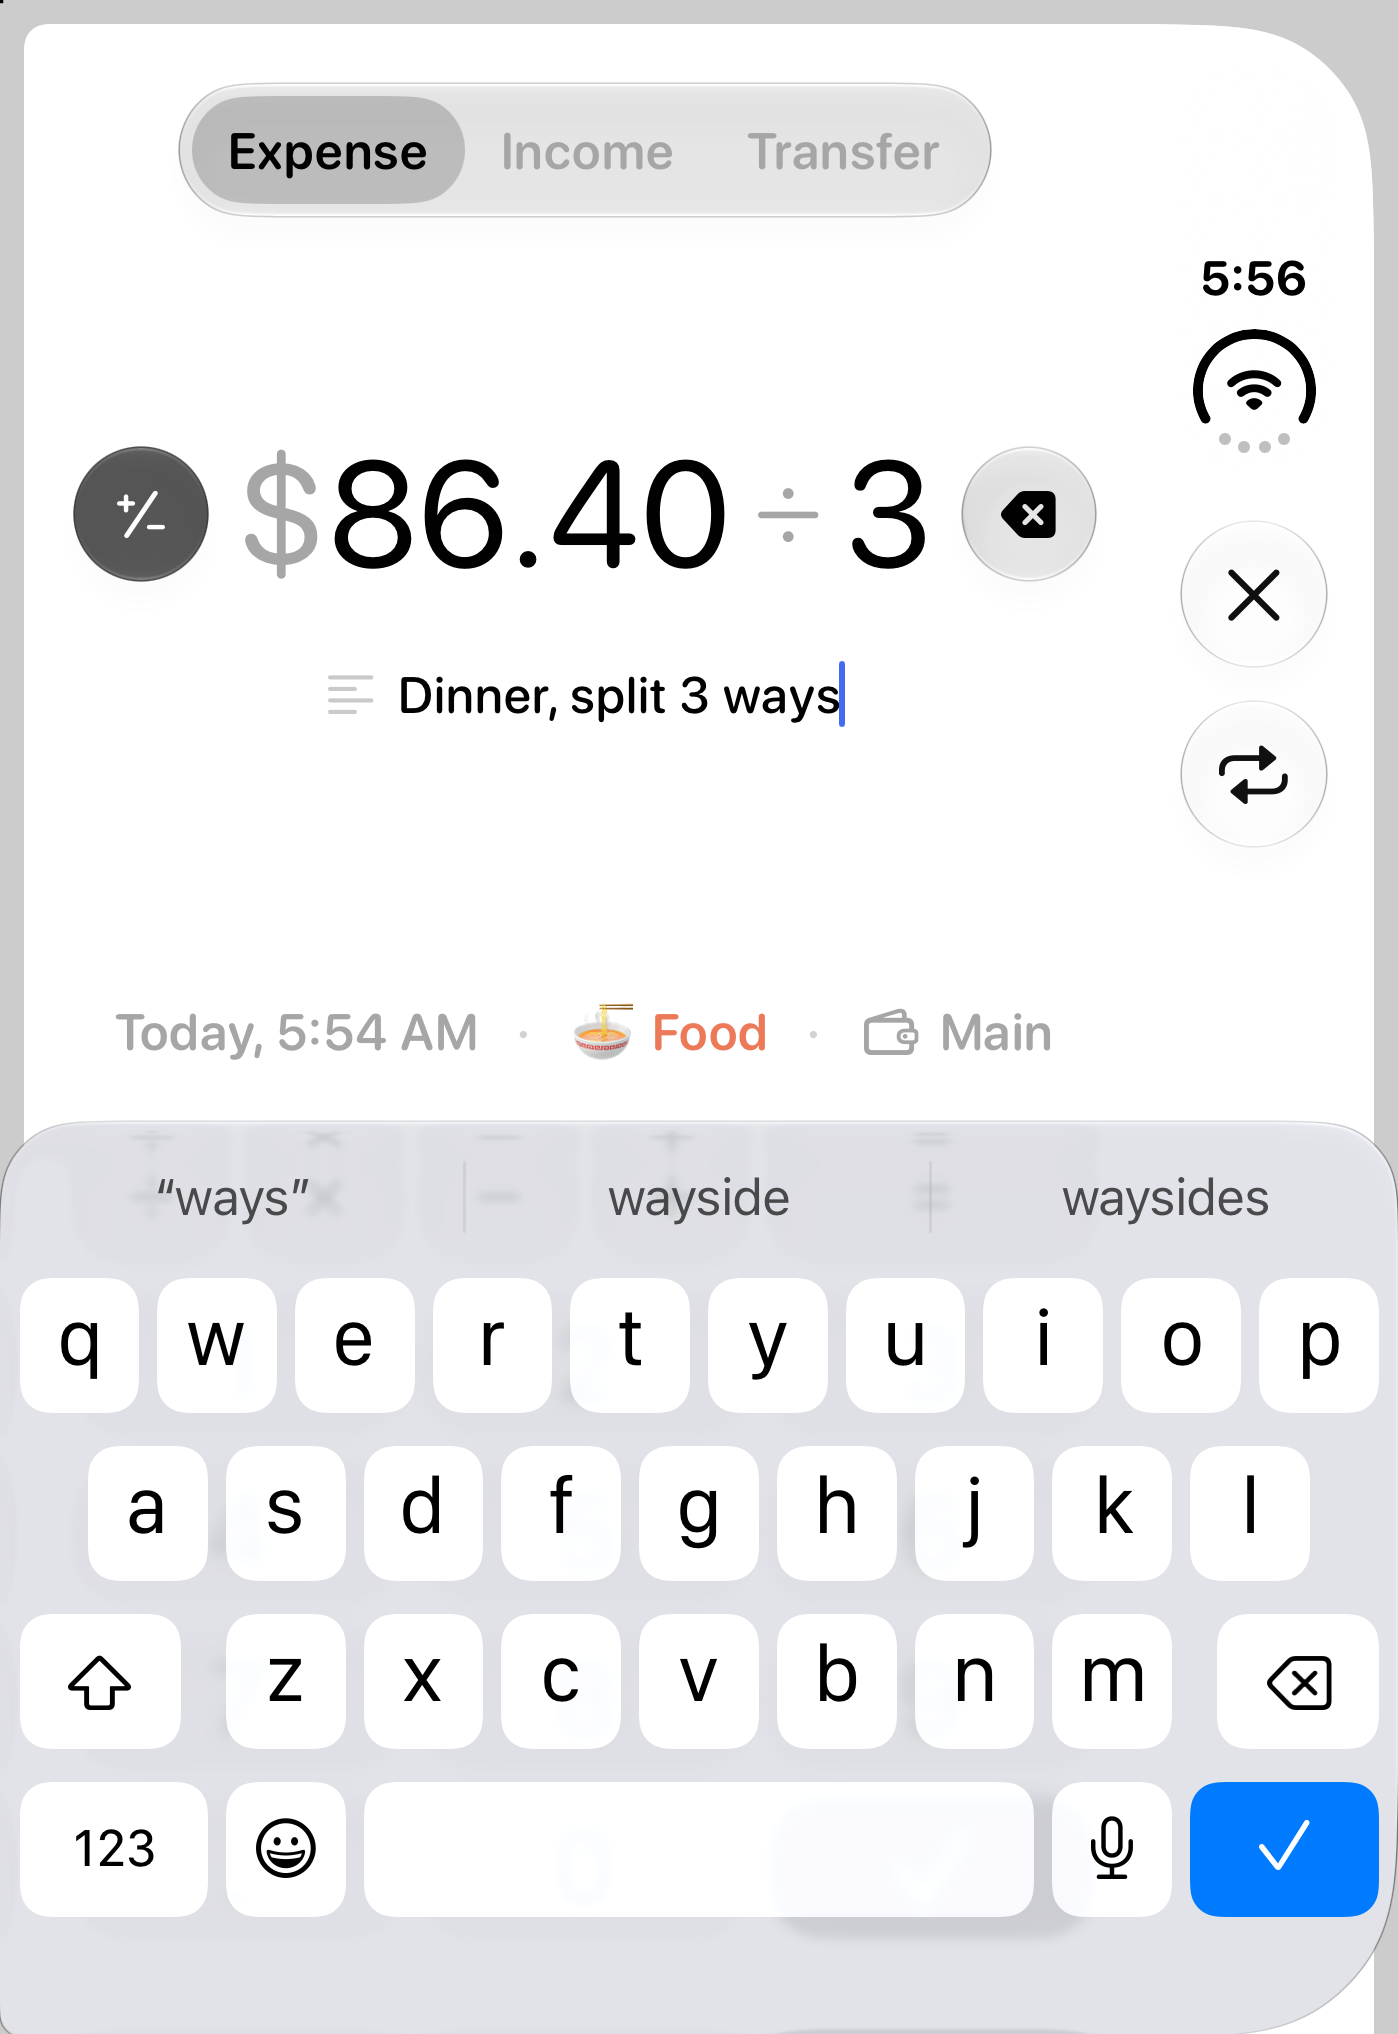 Expense Income Transfer
5:56
$86.40 ÷ 3
Dinner, split 3 ways
Today, 5:54 AM · Food · Main
“ways” wayside waysides
q w e r t y u i o p
a s d f g h j k l
z x c v b n m
123